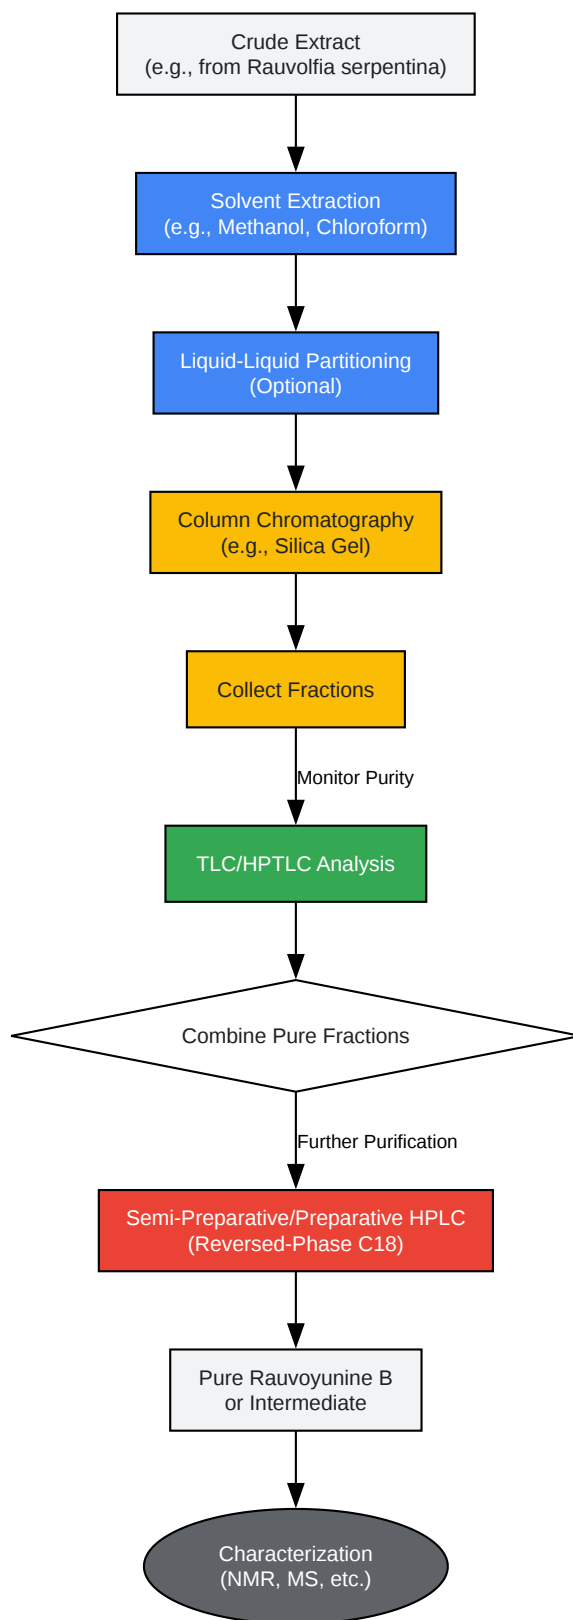 Crude Extract
(e.g., from Rauvolfia serpentina)
Solvent Extraction
(e.g., Methanol, Chloroform)
Liquid-Liquid Partitioning
(Optional)
Column Chromatography
(e.g., Silica Gel)
Collect Fractions
Monitor Purity
TLC/HPTLC Analysis
Combine Pure Fractions
Further Purification
Semi-Preparative/Preparative HPLC
(Reversed-Phase C18)
Pure Rauvoyunine B
or Intermediate
Characterization
(NMR, MS, etc.)